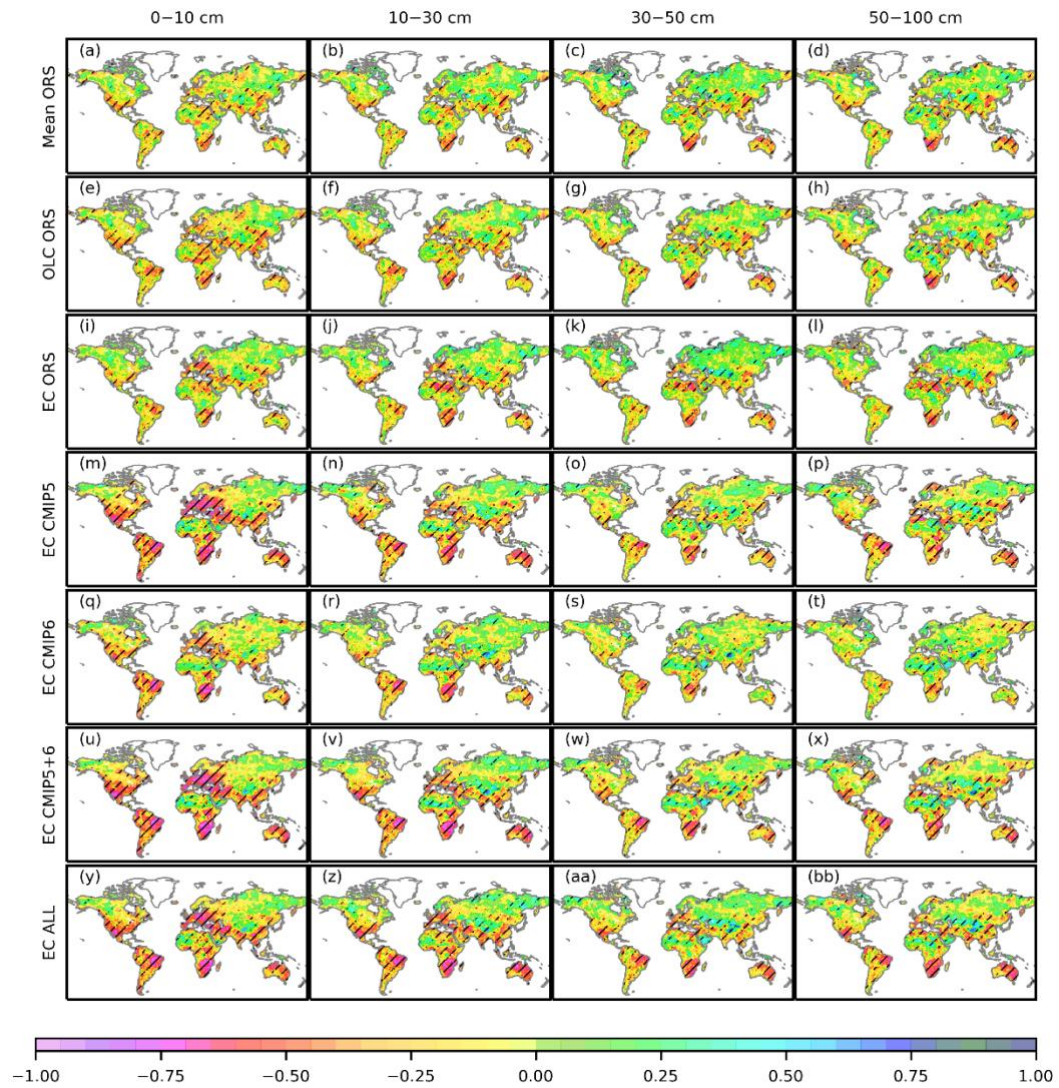 0−10 cm 10−30 cm 30−50 cm 50−100 cm
Mean ORS
(a) (b) (c) (d)
OLC ORS
(e) (f) (g) (h)
EC ORS
(i) (j) (k) (l)
EC CMIP5
(m) (n) (o) (p)
EC CMIP6
(q) (r) (s) (t)
EC CMIP5+6
(u) (v) (w) (x)
EC ALL
(y) (z) (aa) (bb)
−1.00 −0.75 −0.50 −0.25 0.00 0.25 0.50 0.75 1.00